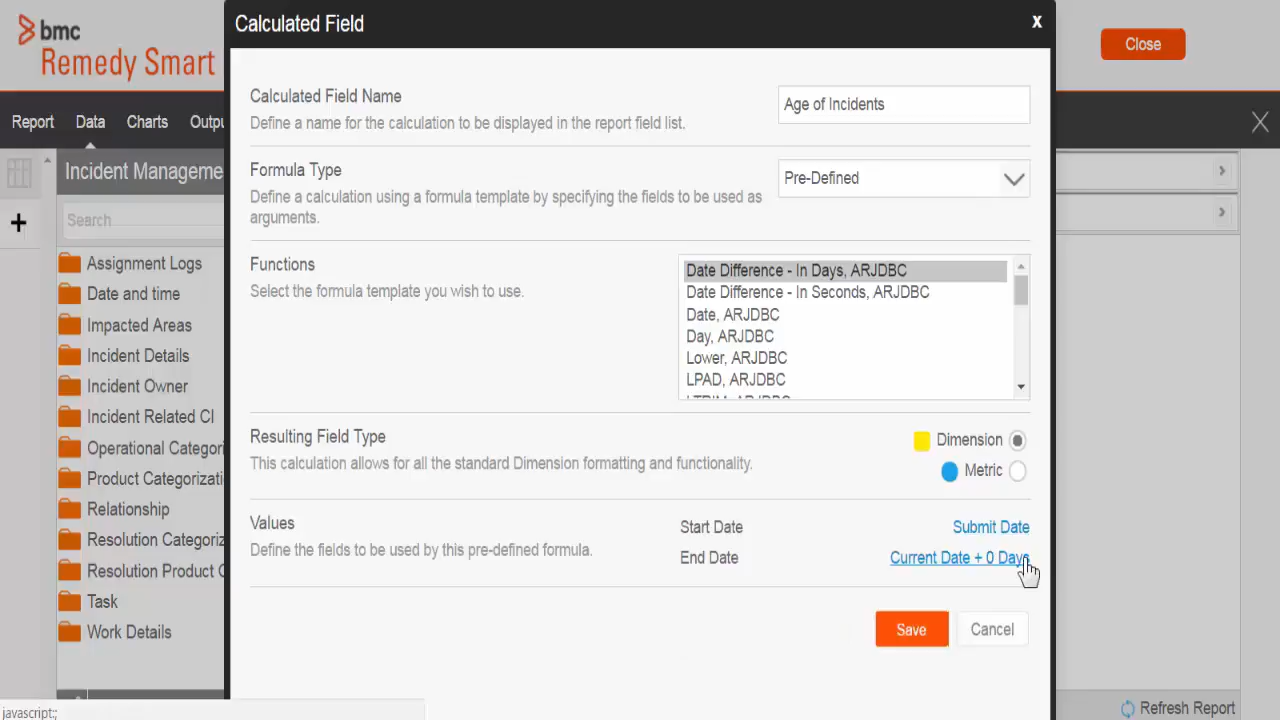 bmc
Remedy Smart
Calculated Field
x
Close
Report Data Charts
Incident
Search
Assignment Logs
Date and time
Impacted Areas
Incident Details
Incident Owner
Incident Related CI
Operational
Product
Relationship
Resolution
Resolution Product
Task
Work Details
Calculated Field Name
Define a name for the calculation to be displayed in the report field list.
Age of Incidents
Formula Type
Define a calculation using a formula template by specifying the fields to be used as
arguments.
Pre-Defined
Functions
Select the formula template you wish to use.
Date Difference - In Days, ARJDBC
Date Difference - In Seconds, ARJDBC
Date, ARJDBC
Day, ARJDBC
Lower, ARJDBC
LPAD, ARJDBC
Resulting Field Type
This calculation allows for all the standard Dimension formatting and functionality.
Dimension
Metric
Values
Define the fields to be used by this pre-defined formula.
Start Date Submit Date
End Date Current Date + 0 Days
Save Cancel
javascript:;
Refresh Report